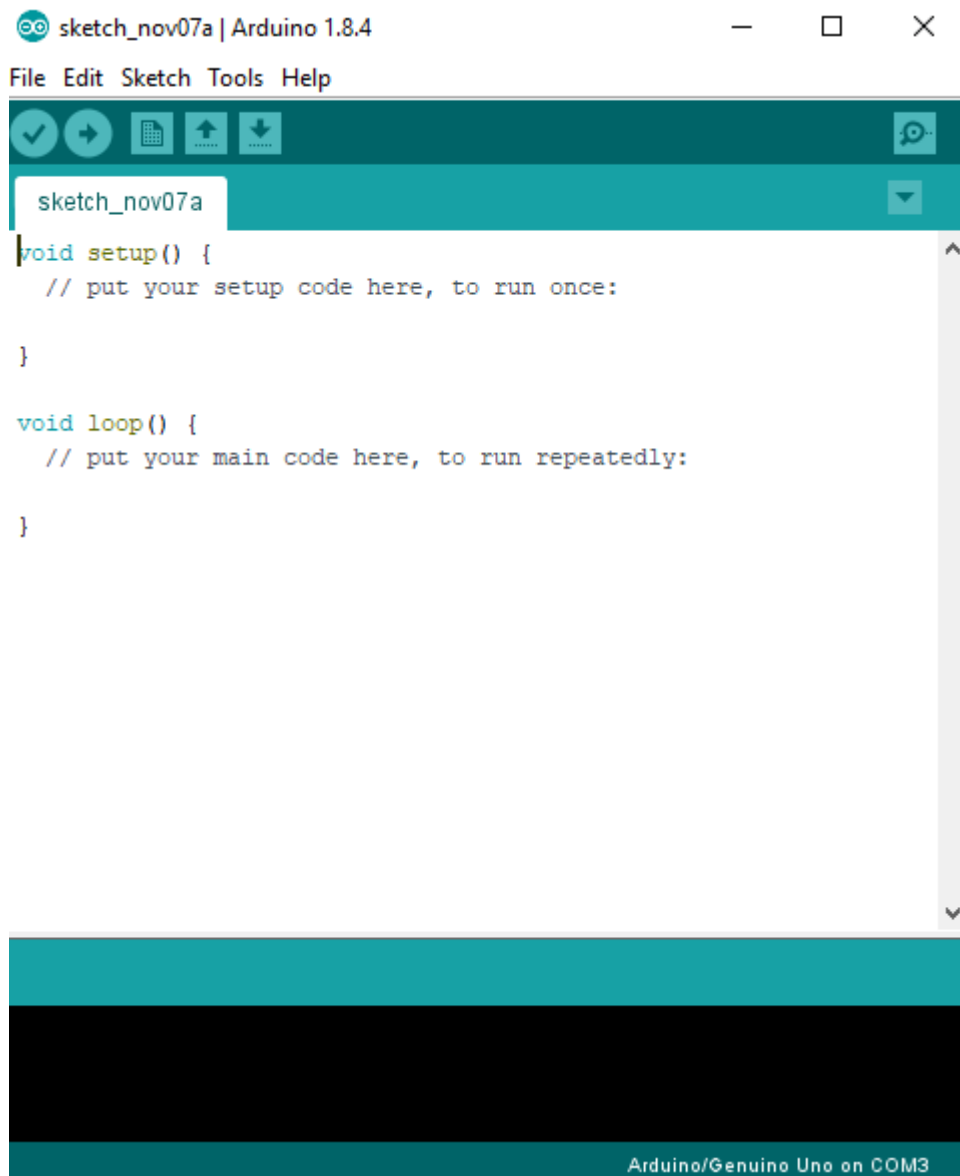 sketch_nov07a | Arduino 1.8.4
File Edit Sketch Tools Help
sketch_nov07a
void setup() {
  // put your setup code here, to run once:

}

void loop() {
  // put your main code here, to run repeatedly:

}
Arduino/Genuino Uno on COM3